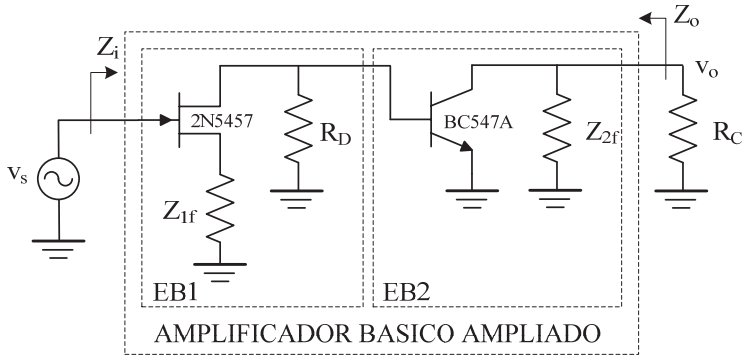 Zi
Zo
vo
2N5457
RD
BC547A
Z2f
RC
vs
Z1f
EB1
EB2
AMPLIFICADOR BASICO AMPLIADO